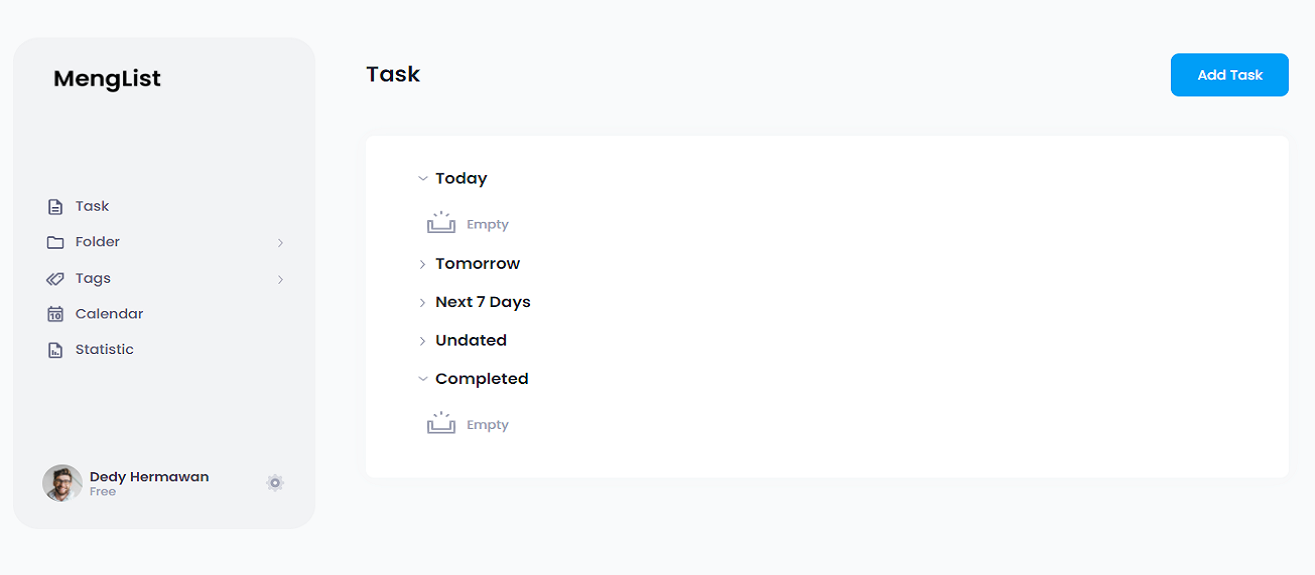 MengList
Task
Folder
Tags
Calendar
10
Statistic
Dedy Hermawan
Free
Task
Add Task
Today
Empty
Tomorrow
Next 7 Days
Undated
Completed
Empty